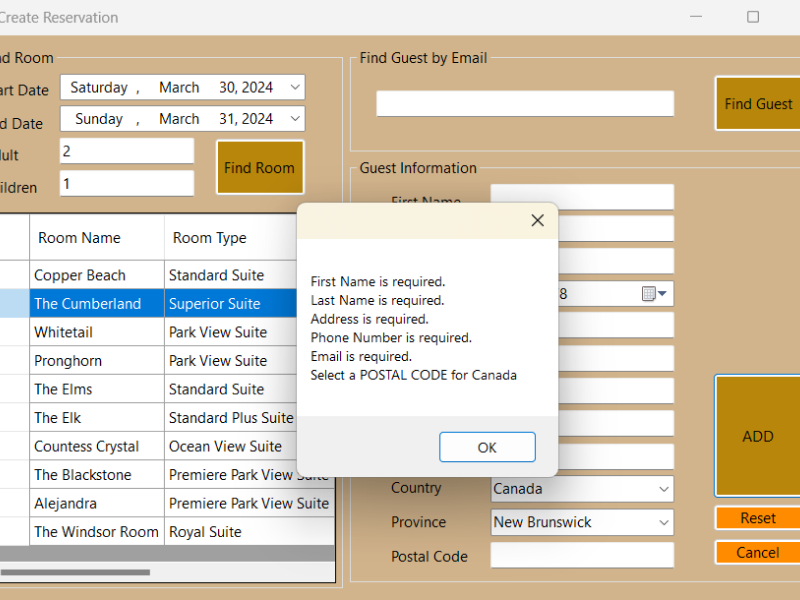 Create Reservation
nd Room
Find Guest by Email
art Date
Saturday , March 30, 2024
Find Guest
d Date
Sunday , March 31, 2024
ult
2
Find Room
ildren
1
Guest Information
First Name
8
Room Name Room Type
Copper Beach Standard Suite
The Cumberland Superior Suite
Whitetail Park View Suite
Pronghorn Park View Suite
The Elms Standard Suite
The Elk Standard Plus Suite
Countess Crystal Ocean View Suite
The Blackstone Premiere Park View Suite
Alejandra Premiere Park View Suite
The Windsor Room Royal Suite
First Name is required.
Last Name is required.
Address is required.
Phone Number is required.
Email is required.
Select a POSTAL CODE for Canada
OK
ADD
Country Canada
Province New Brunswick
Postal Code
Reset
Cancel